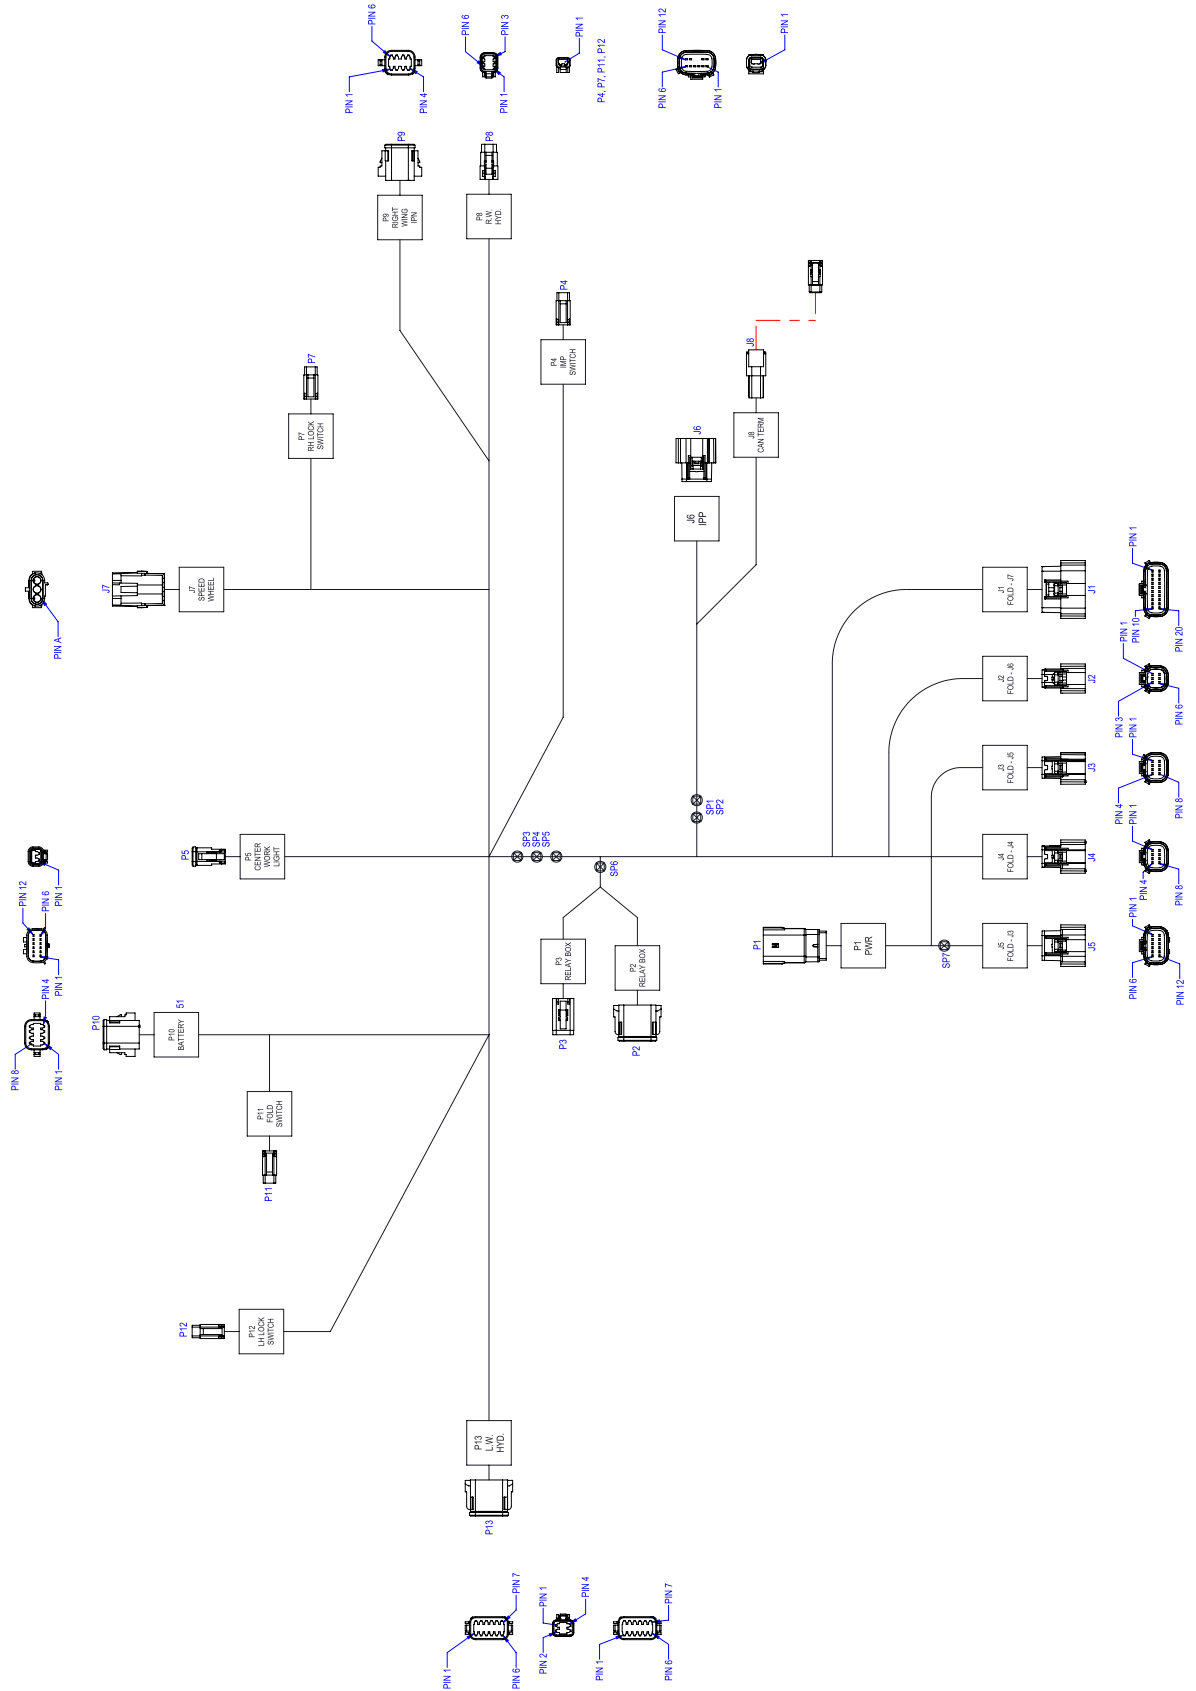 PIN 6
PIN 1
PIN 4
PIN 6
PIN 3
PIN 1
PIN 1
P4, P7, P11, P12
PIN 12
PIN 6
PIN 1
PIN 1
P9
P9
RIGHT
WING
IPN
P8
P8
R.W.
HYD.
P4
P4
IMP
SWITCH
P7
P7
RH LOCK
SWITCH
J8
J8
CAN TERM
J6
J6
IPP
PIN A
J7
J7
SPEED
WHEEL
J1
FOLD - J7
J1
PIN 1
PIN 10
PIN 20
J2
FOLD - J6
J2
PIN 1
PIN 3
PIN 6
J3
FOLD - J5
J3
PIN 1
PIN 4
PIN 8
J4
FOLD - J4
J4
PIN 1
PIN 4
PIN 8
J5
FOLD - J3
J5
PIN 1
PIN 6
PIN 12
SP1
SP2
SP3
SP4
SP5
SP6
SP7
P5
P5
CENTER
WORK
LIGHT
PIN 1
PIN 12
PIN 6
PIN 1
PIN 4
PIN 8
PIN 1
P1
P1
PWR
P3
RELAY BOX
P3
P2
RELAY BOX
P2
P10
P10
BATTERY
51
P11
FOLD
SWITCH
P11
P12
P12
LH LOCK
SWITCH
P13
L.W.
HYD.
P13
PIN 7
PIN 1
PIN 6
PIN 1
PIN 4
PIN 2
PIN 7
PIN 1
PIN 6